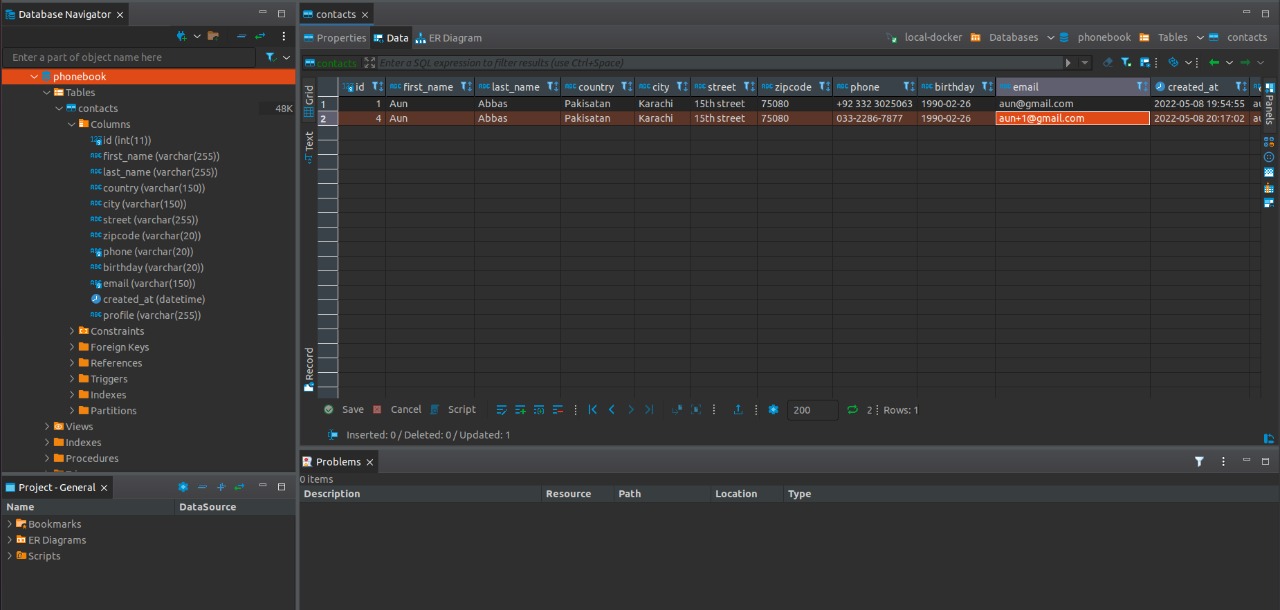 Database Navigator
Enter a part of object name here
phonebook
Tables
contacts 48K
Columns
id (int(11))
first_name (varchar(255))
last_name (varchar(255))
country (varchar(150))
city (varchar(150))
street (varchar(255))
zipcode (varchar(20))
phone (varchar(20))
birthday (varchar(20))
email (varchar(150))
created_at (datetime)
profile (varchar(255))
Constraints
Foreign Keys
References
Triggers
Indexes
Partitions
Views
Indexes
Procedures
Project - General
Name DataSource
Bookmarks
ER Diagrams
Scripts
contacts
Properties Data ER Diagram local-docker Databases phonebook Tables contacts
contacts Enter a SQL expression to filter results (use Ctrl+Space)
Grid
Text
Record
id first_name last_name country city street zipcode phone birthday email created_at
1 1 Aun Abbas Pakisatan Karachi 15th street 75080 +92 332 3025063 1990-02-26 aun@gmail.com 2022-05-08 19:54:55 au
2 4 Aun Abbas Pakisatan Karachi 15th street 75080 033-2286-7877 1990-02-26 aun+1@gmail.com 2022-05-08 20:17:02 au
Panels
Save Cancel Script 200 2 Rows: 1
Inserted: 0 / Deleted: 0 / Updated: 1
Problems
0 items
Description Resource Path Location Type